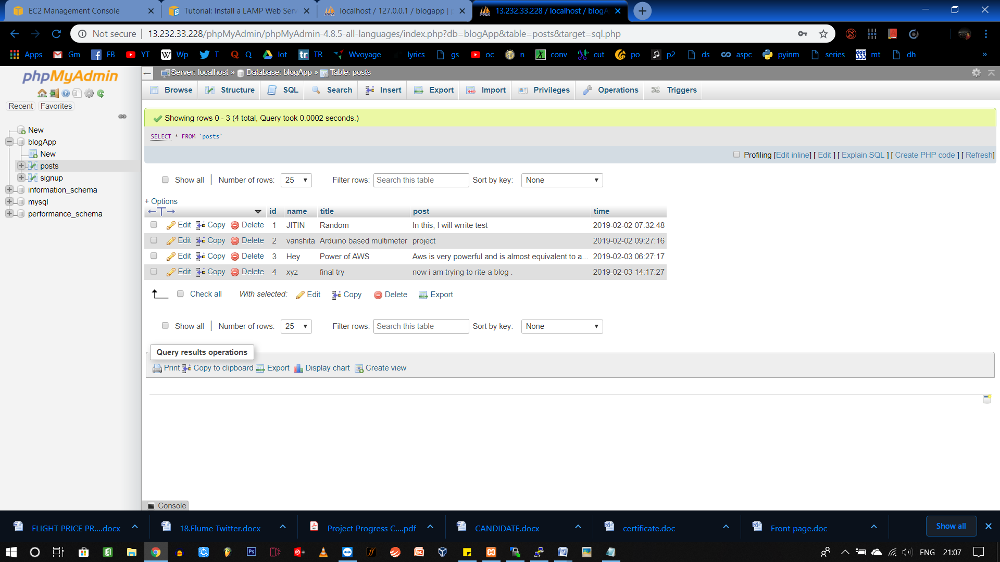 EC2 Management Console
Tutorial: Install a LAMP Web Serv
localhost / 127.0.0.1 / blogapp | p
13.232.33.228 / localhost / blogA
Not secure | 13.232.33.228/phpMyAdmin/phpMyAdmin-4.8.5-all-languages/index.php?db=blogApp&table=posts&target=sql.php
Apps Gm FB YT Wp T Q Iot TR Wvoyage lyrics gs oc n conv cut po p2 ds aspc pyinm series mt dh »
phpMyAdmin
Recent Favorites
New
blogApp
New
posts
signup
information_schema
mysql
performance_schema
Server: localhost » Database: blogApp » Table: posts
Browse Structure SQL Search Insert Export Import Privileges Operations Triggers
Showing rows 0 - 3 (4 total, Query took 0.0002 seconds.)
SELECT * FROM `posts`
Profiling [Edit inline] [ Edit ] [ Explain SQL ] [ Create PHP code ] [ Refresh]
Show all | Number of rows: 25 Filter rows: Search this table Sort by key: None
+ Options
id name title post time
Edit Copy Delete 1 JITIN Random In this, I will wrrite test 2019-02-02 07:32:48
Edit Copy Delete 2 vanshita Arduino based multimeter project 2019-02-02 09:27:16
Edit Copy Delete 3 Hey Power of AWS Aws is very powerful and is almost equivalent to a... 2019-02-03 06:27:17
Edit Copy Delete 4 xyz final try now i am trying to rite a blog . 2019-02-03 14:17:27
Check all With selected: Edit Copy Delete Export
Show all | Number of rows: 25 Filter rows: Search this table Sort by key: None
Query results operations
Print Copy to clipboard Export Display chart Create view
Console
FLIGHT PRICE PR....docx
18.Flume Twitter.docx
Project Progress C....pdf
CANDIDATE.docx
certificate.doc
Front page.doc
Show all
ENG 21:07